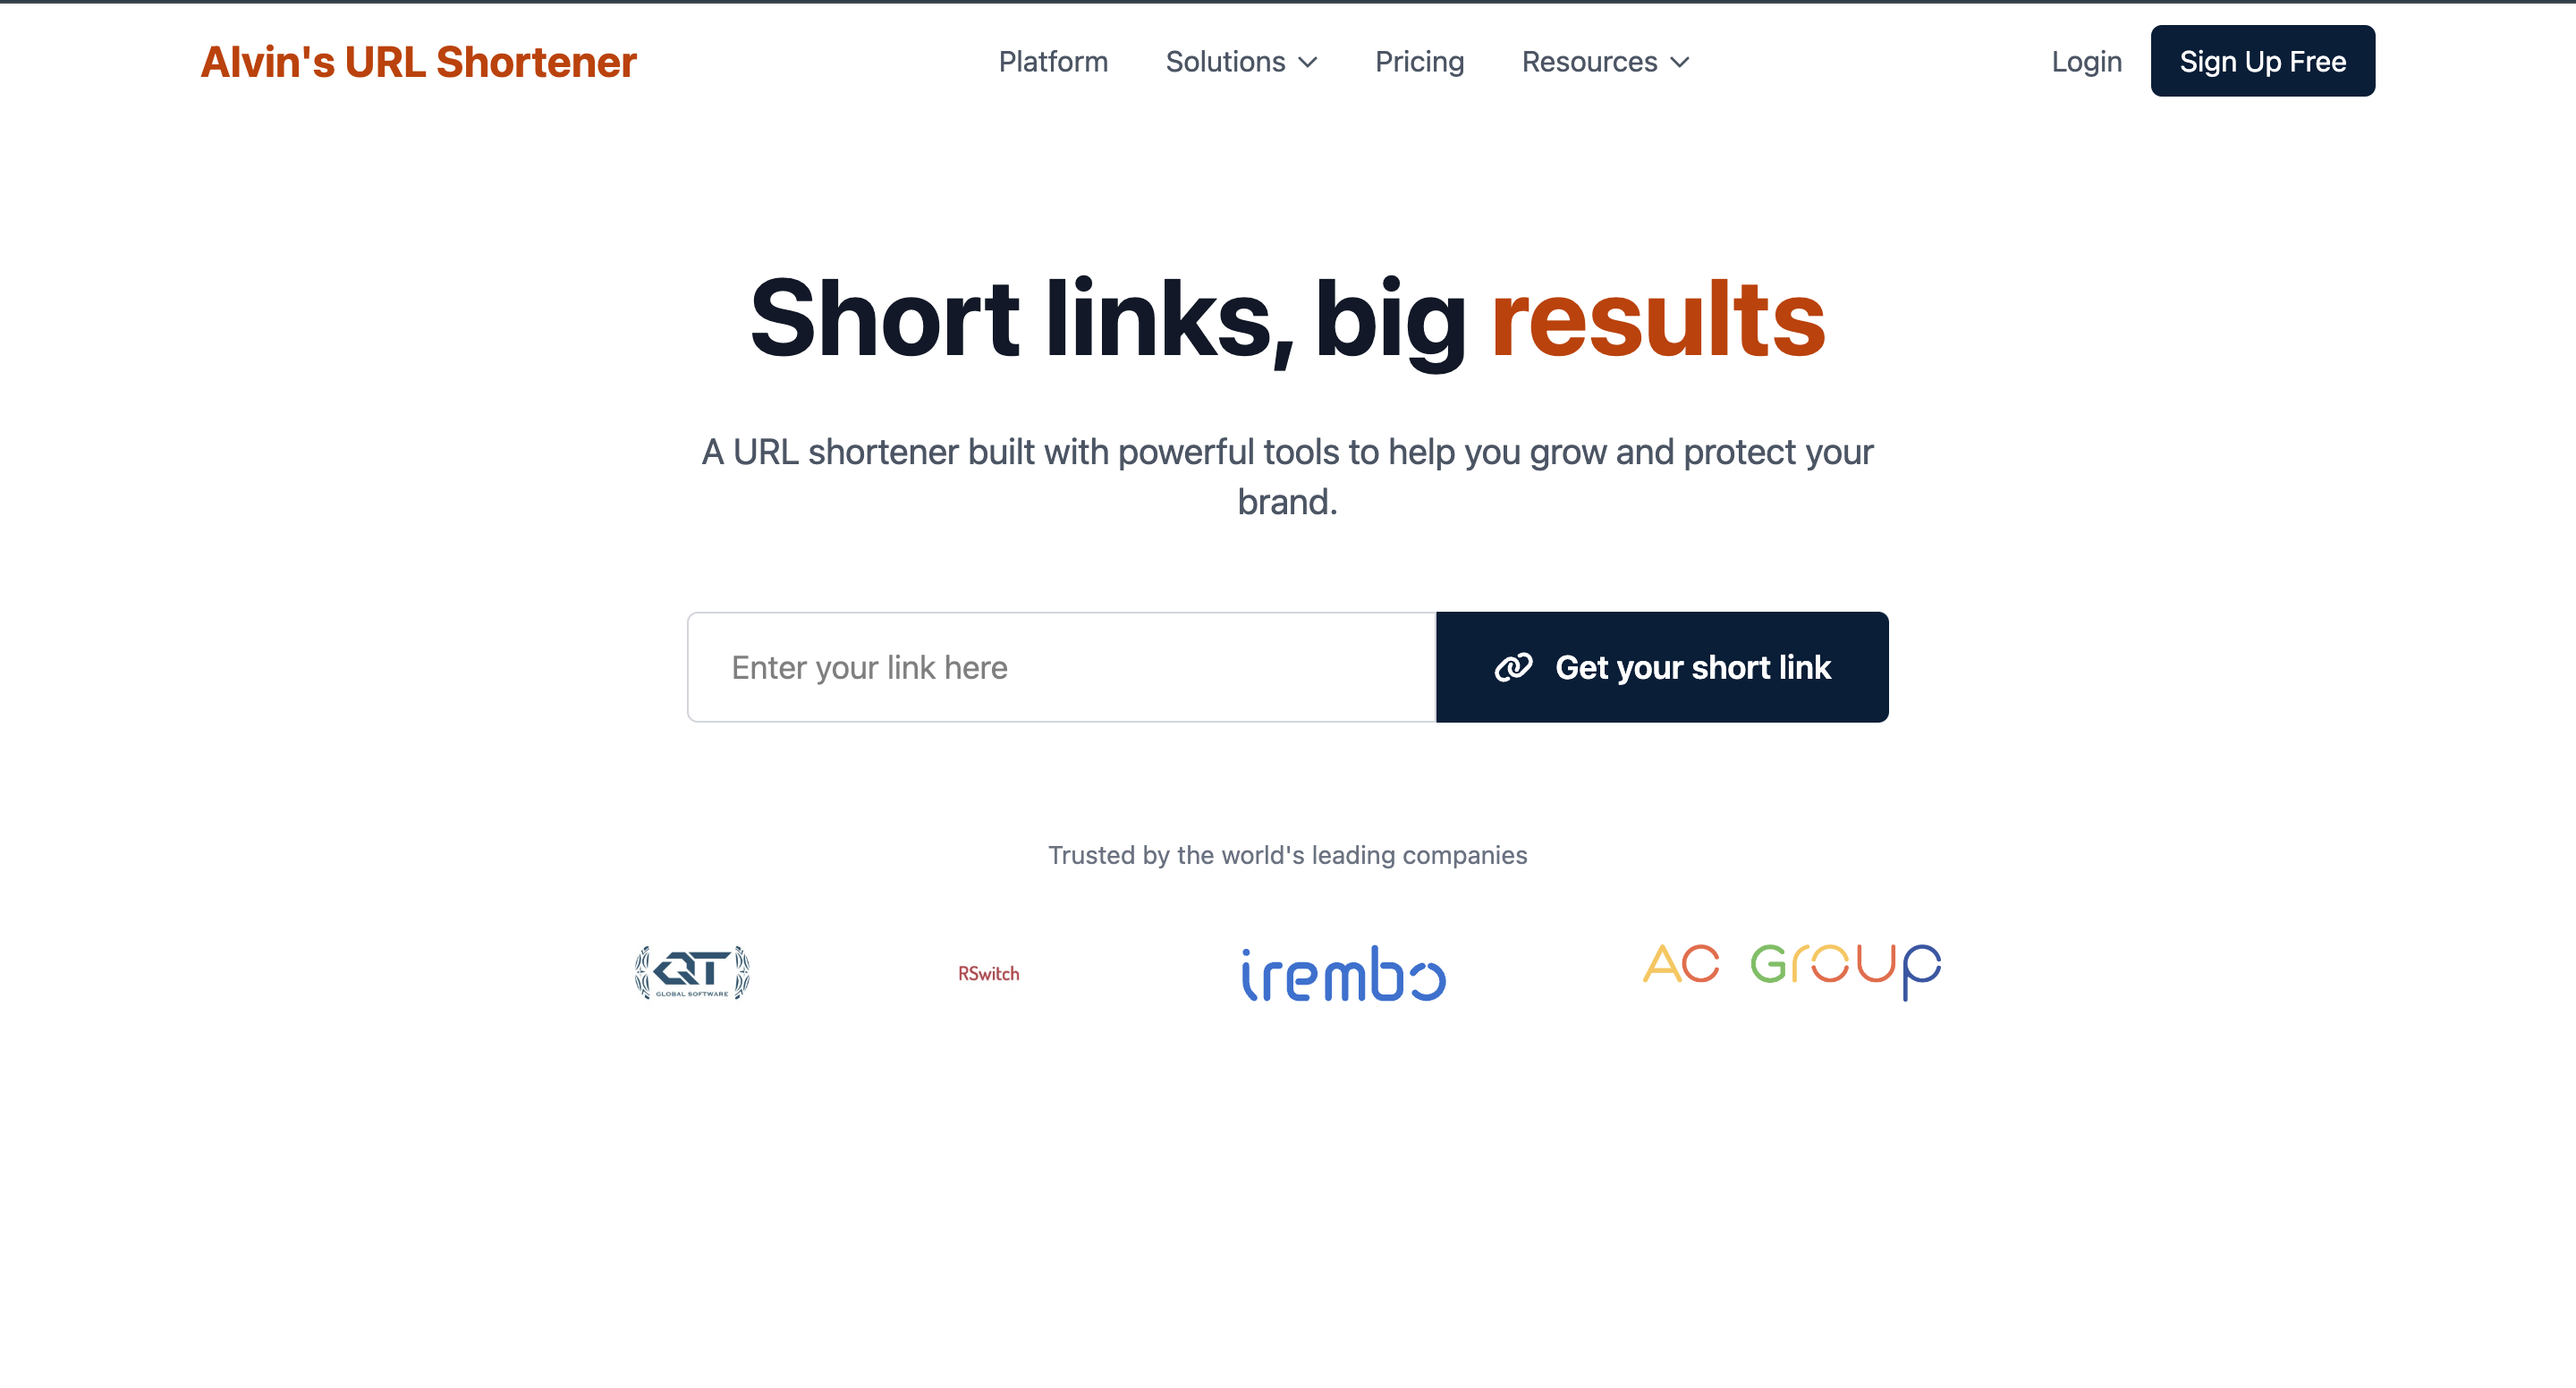 Alvin's URL Shortener
Platform
Solutions
Pricing
Resources
Login
Sign Up Free
Short links, big results
A URL shortener built with powerful tools to help you grow and protect your
brand.
Enter your link here
Get your short link
Trusted by the world's leading companies
QT
GLOBAL SOFTWARE
RSwitch
irembo
AC Group